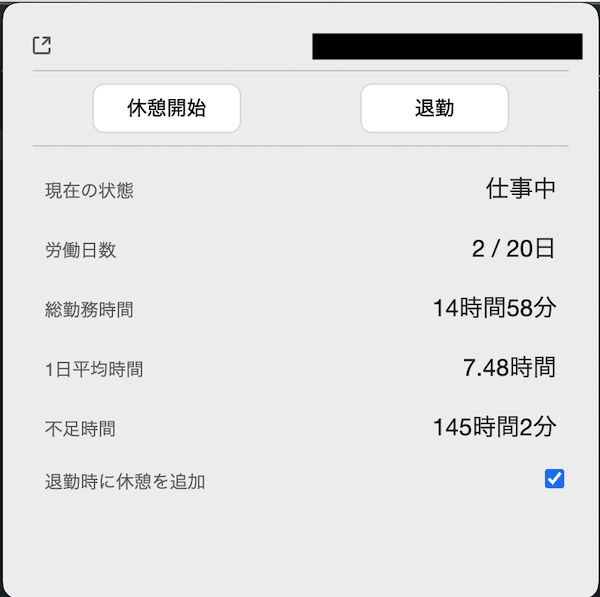 休憩開始
退勤
現在の状態
仕事中
労働日数
2 / 20日
総勤務時間
14時間58分
1日平均時間
7.48時間
不足時間
145時間2分
退勤時に休憩を追加